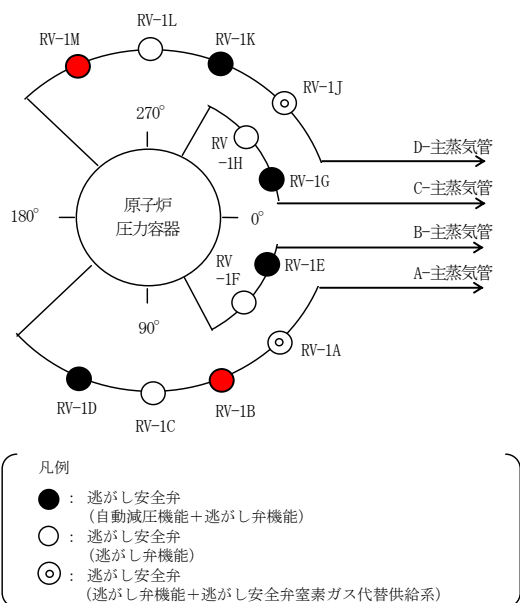 RV-1L
RV-1M
RV-1K
RV-1J
270°
RV
-1H
D-主蒸気管
RV-1G
C-主蒸気管
180°
原子炉
圧力容器
0°
B-主蒸気管
RV
-1F
RV-1E
A-主蒸気管
90°
RV-1A
RV-1D
RV-1B
RV-1C
凡例
： 逃がし安全弁
（自動減圧機能＋逃がし弁機能）
： 逃がし安全弁
（逃がし弁機能）
： 逃がし安全弁
（逃がし弁機能＋逃がし安全弁窒素ガス代替供給系）